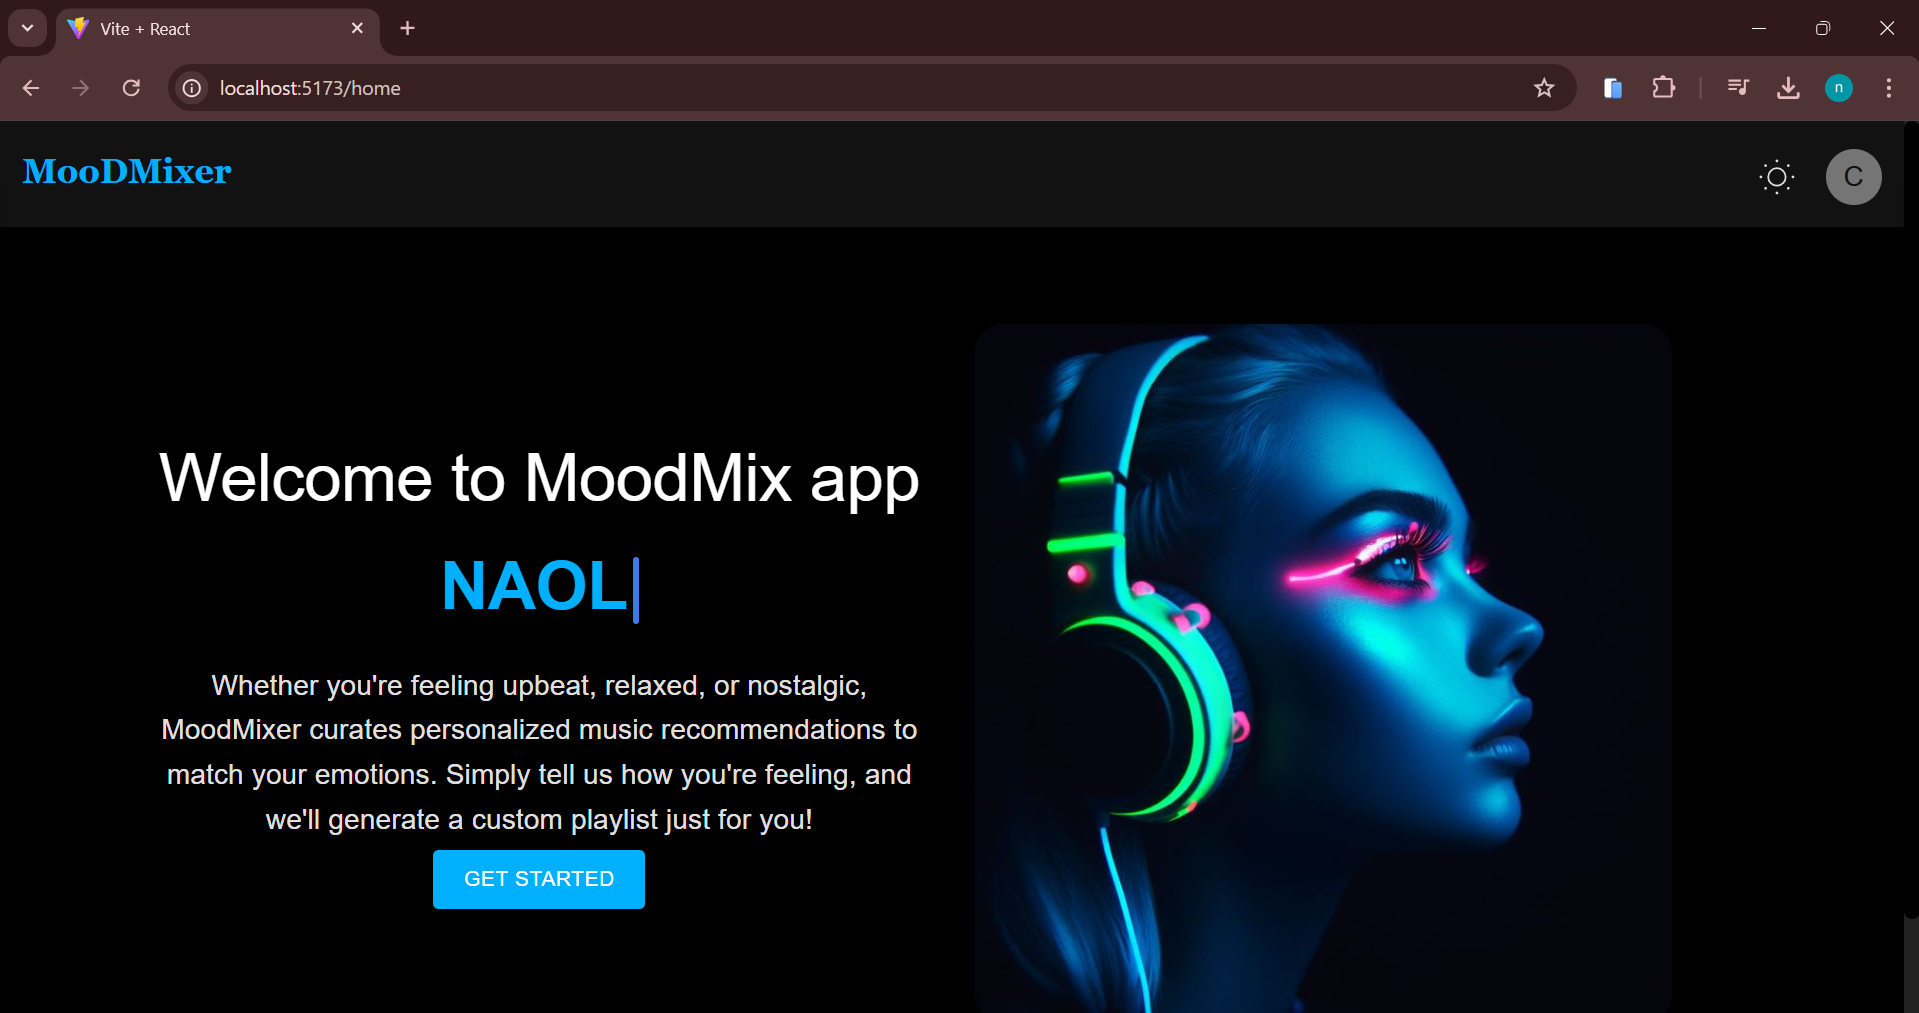 Vite + React
localhost:5173/home
n
MooDMixer
C
Welcome to MoodMix app
NAOL
Whether you're feeling upbeat, relaxed, or nostalgic,
MoodMixer curates personalized music recommendations to
match your emotions. Simply tell us how you're feeling, and
we'll generate a custom playlist just for you!
GET STARTED